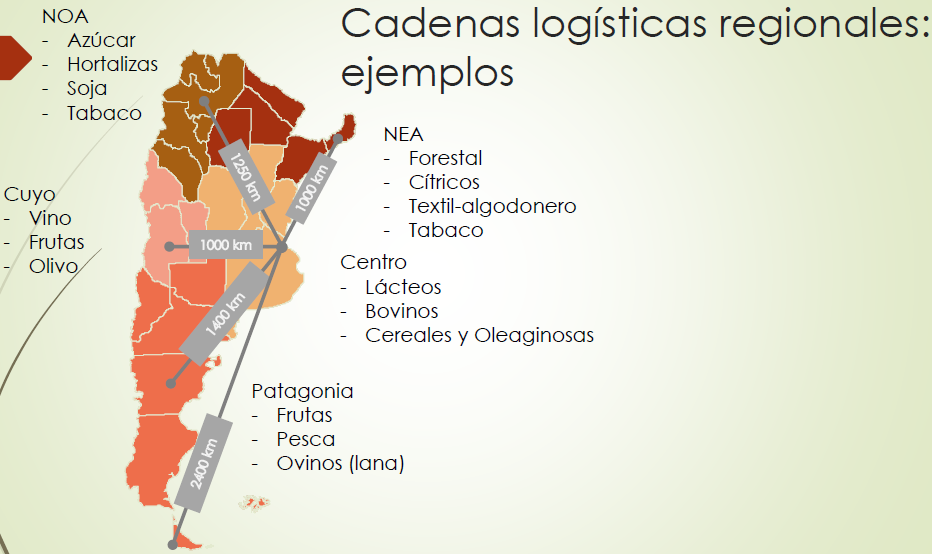 Cadenas logísticas regionales:
ejemplos
NOA
- Azúcar
- Hortalizas
- Soja
- Tabaco
Cuyo
- Vino
- Frutas
- Olivo
NEA
- Forestal
- Cítricos
- Textil-algodonero
- Tabaco
Centro
- Lácteos
- Bovinos
- Cereales y Oleaginosas
Patagonia
- Frutas
- Pesca
- Ovinos (lana)
1250 km
1000 km
1000 km
1400 km
2400 km